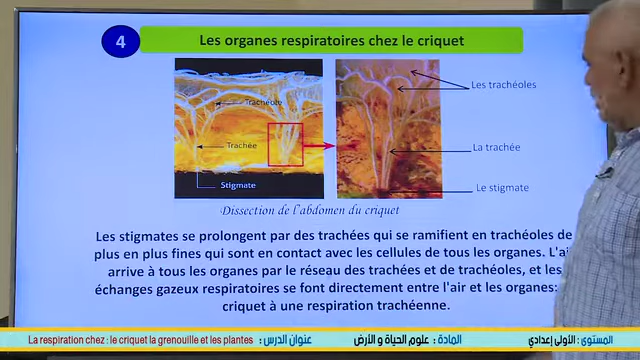 4
Les organes respiratoires chez le criquet
Trachéole
Trachée
Stigmate
Les trachéoles
La trachée
Le stigmate
Dissection de l'abdomen du criquet
Les stigmates se prolongent par des trachées qui se ramifient en trachéoles de
plus en plus fines qui sont en contact avec les cellules de tous les organes. L'ai
arrive à tous les organes par le réseau des trachées et de trachéoles, et les
échanges gazeux respiratoires se font directement entre l'air et les organes:
criquet à une respiration trachéenne.
La respiration chez : le criquet la grenouille et les plantes عنوان الدرس : المادة : علوم الحياة و الأرض المستوى : الأولى إعدادي